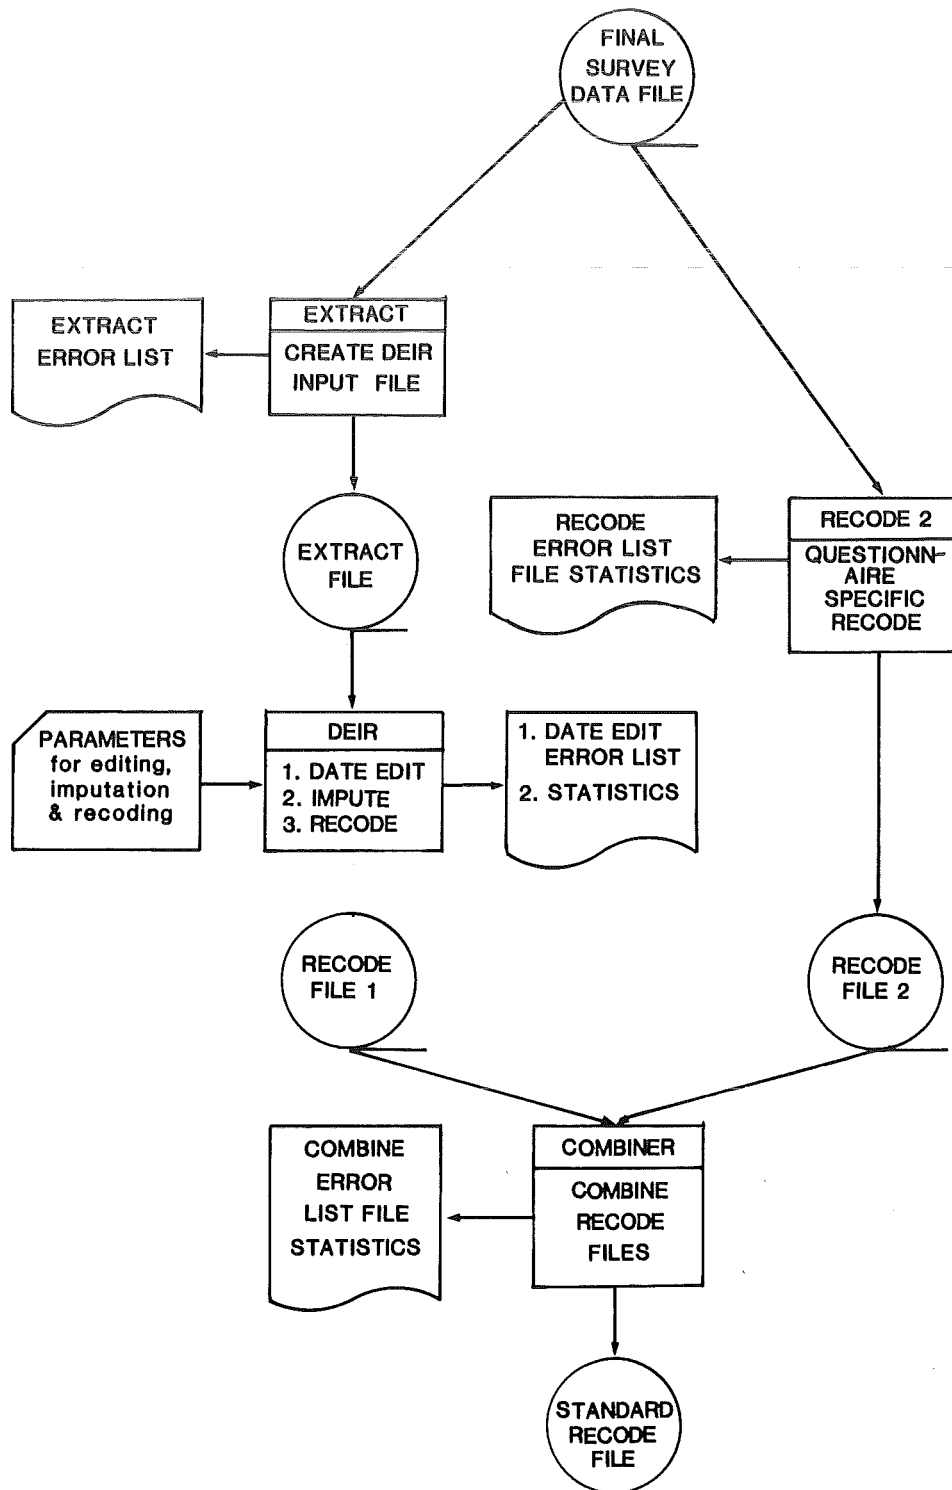 FINAL
SURVEY
DATA FILE
EXTRACT
ERROR LIST
EXTRACT
CREATE DEIR
INPUT FILE
EXTRACT
FILE
RECODE
ERROR LIST
FILE STATISTICS
RECODE 2
QUESTIONN-
AIRE
SPECIFIC
RECODE
PARAMETERS
for editing,
imputation
& recoding
DEIR
1. DATE EDIT
2. IMPUTE
3. RECODE
1. DATE EDIT
ERROR LIST
2. STATISTICS
RECODE
FILE 1
RECODE
FILE 2
COMBINE
ERROR
LIST FILE
STATISTICS
COMBINER
COMBINE
RECODE
FILES
STANDARD
RECODE
FILE